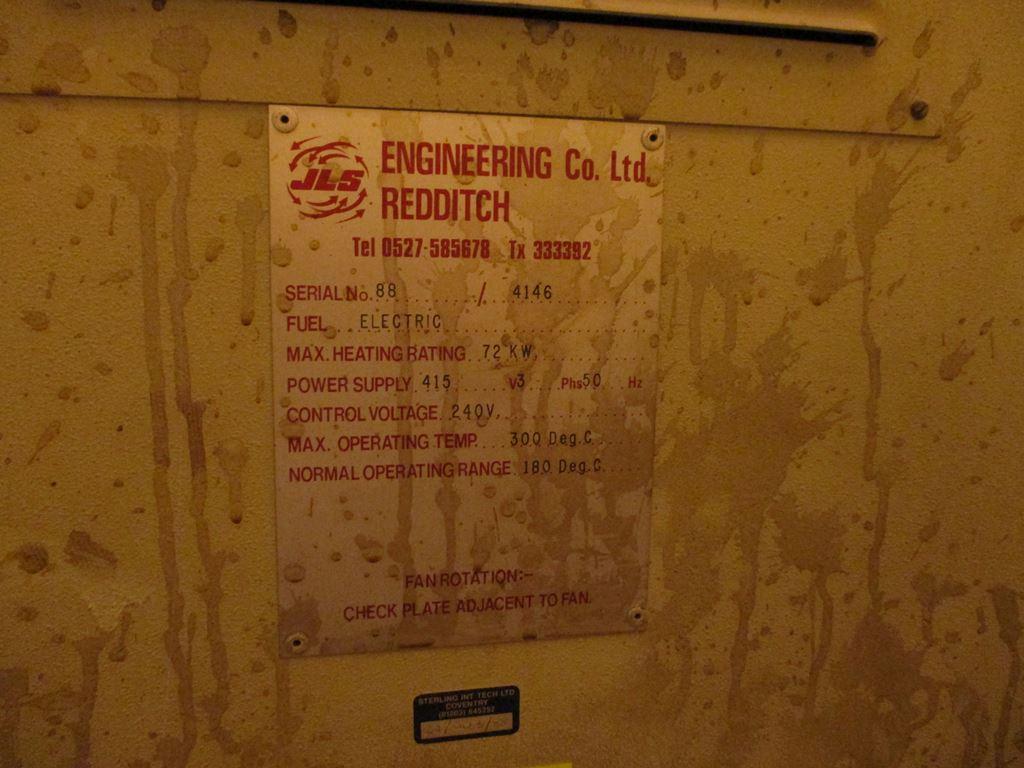 JLS ENGINEERING Co. Ltd.
REDDITCH
Tel 0527-585678 Tx 333392
SERIAL No. 88 / 4146
FUEL ELECTRIC
MAX. HEATING RATING 72 KW.
POWER SUPPLY 415 V3 Phs50 Hz
CONTROL VOLTAGE 240V.
MAX. OPERATING TEMP. 300 Deg.C
NORMAL OPERATING RANGE 180 Deg.C
FAN ROTATION:–
CHECK PLATE ADJACENT TO FAN.
STERLING INT TECH LTD
COVENTRY